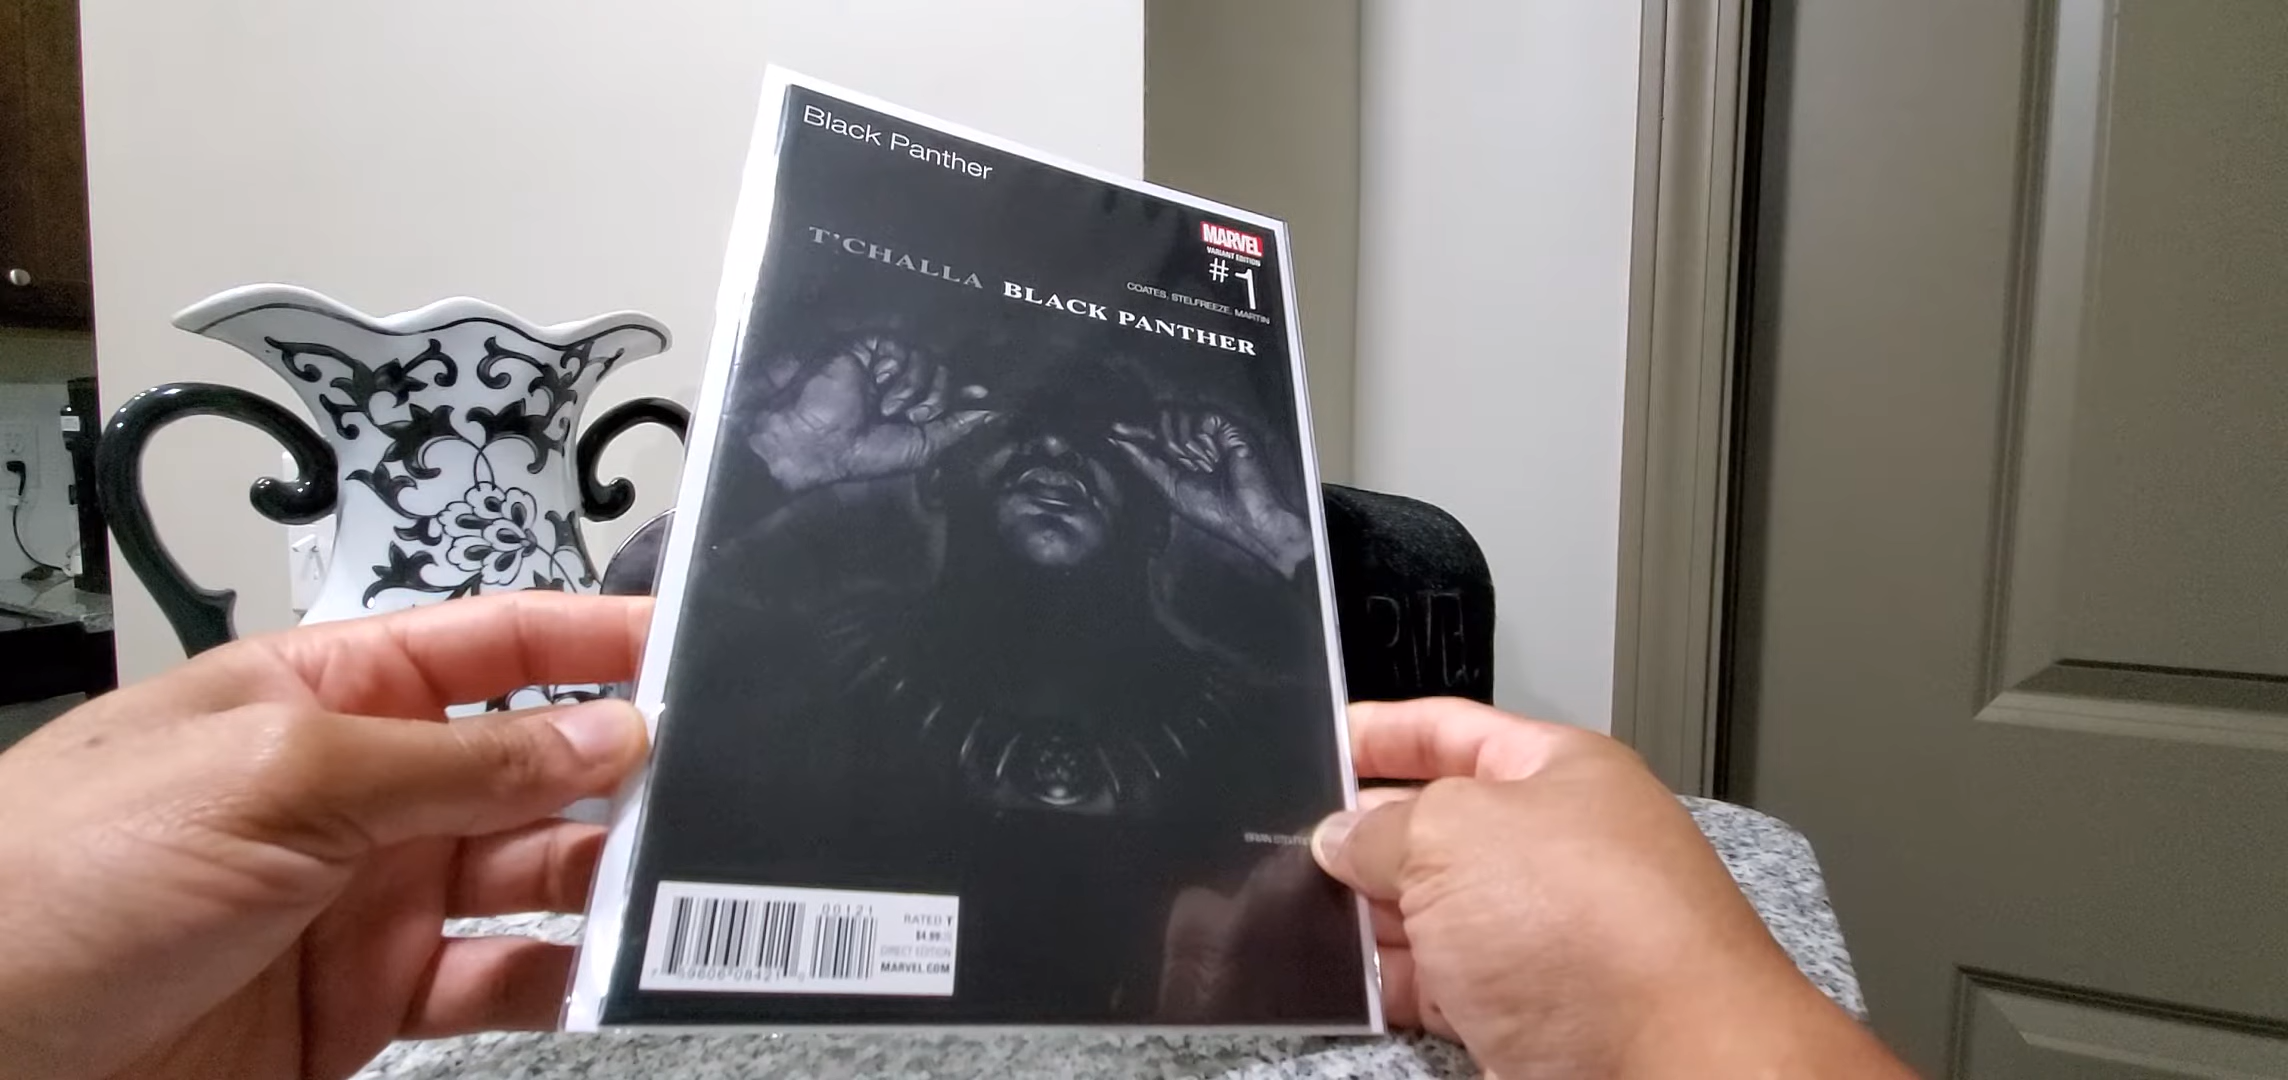 Black Panther
MARVEL
VARIANT EDITION
#1
COATES, STELFREEZE, MARTIN
T'CHALLA BLACK PANTHER
BRIAN
00121
RATED T
$4.99
DIRECT EDITION
MARVEL.COM